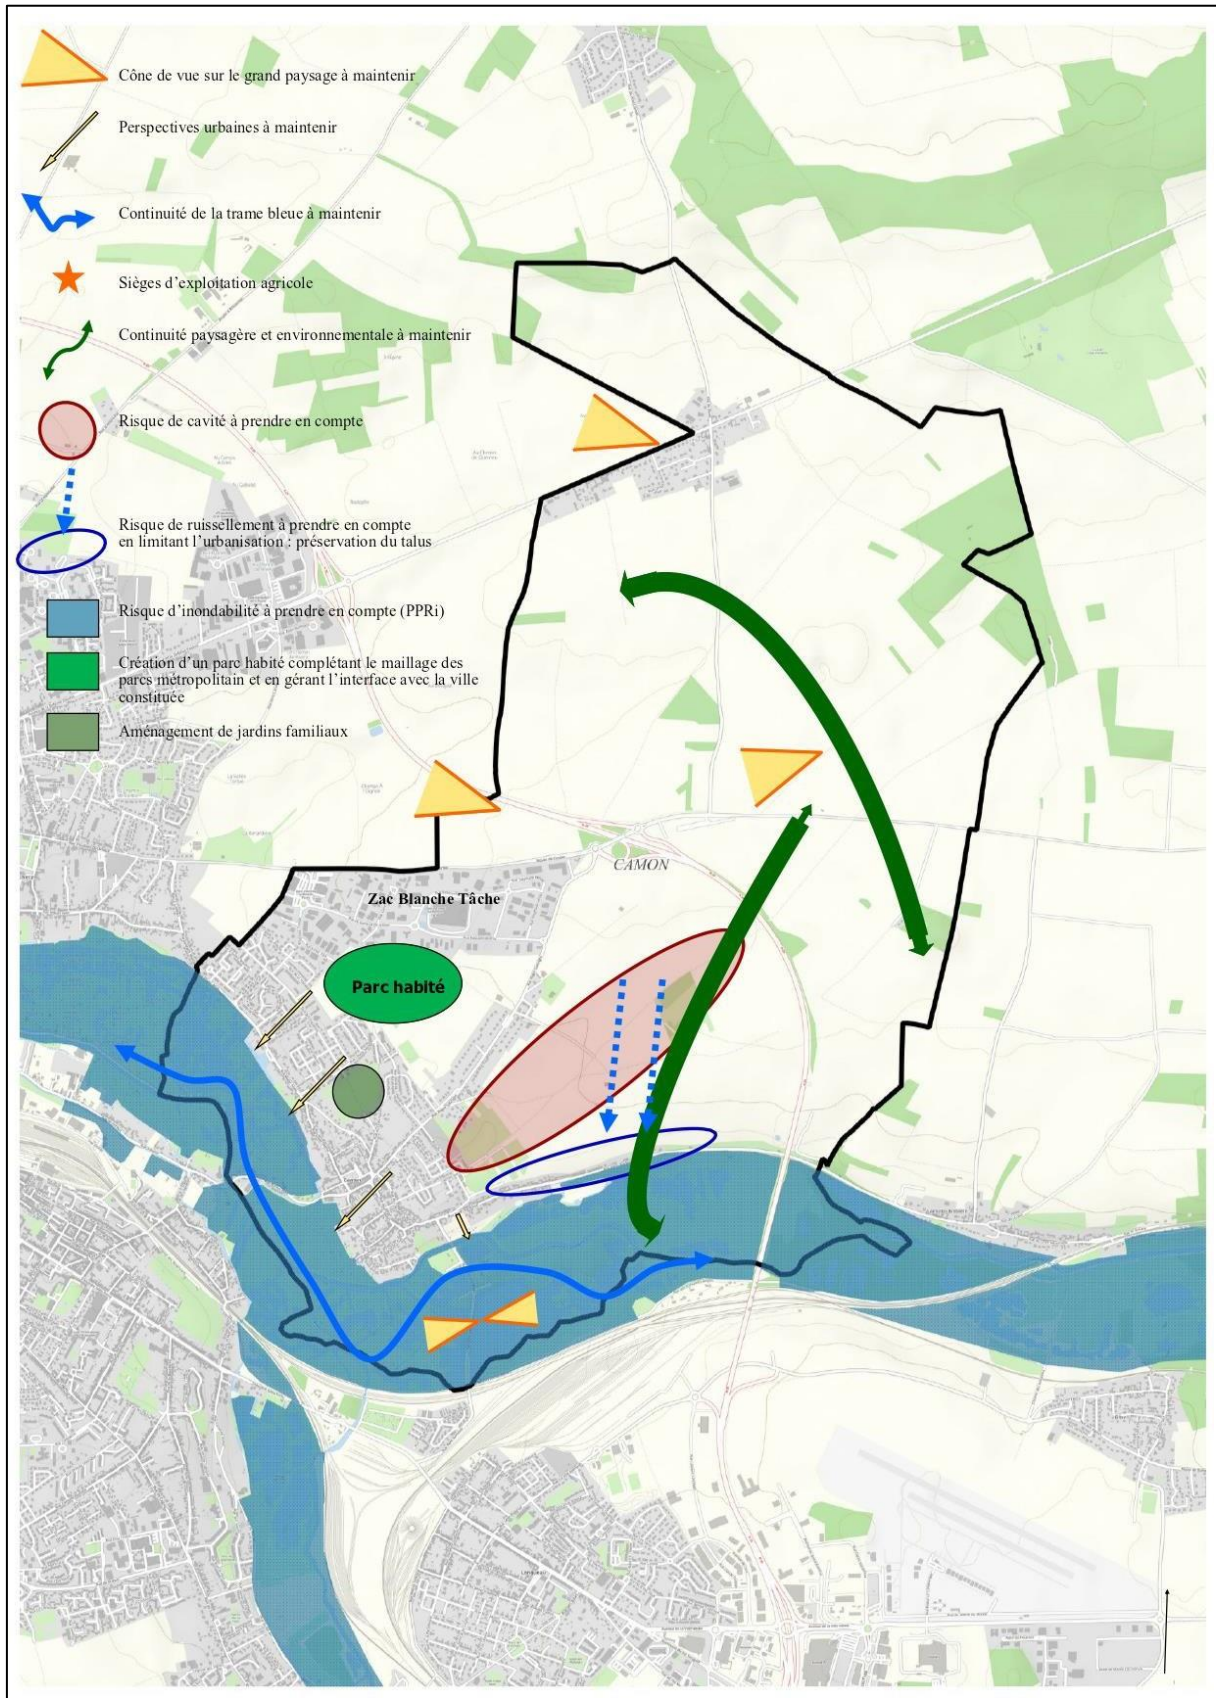 Cône de vue sur le grand paysage à maintenir
Perspectives urbaines à maintenir
Continuité de la trame bleue à maintenir
Sièges d'exploitation agricole
Continuité paysagère et environnementale à maintenir
Risque de cavité à prendre en compte
Risque de ruissellement à prendre en compte
en limitant l'urbanisation : préservation du talus
Risque d'inondabilité à prendre en compte (PPRi)
Création d'un parc habité complétant le maillage des
parcs métropolitain et en gérant l'interface avec la ville
constituée
Aménagement de jardins familiaux
CAMON
Zac Blanche Tâche
Parc habité